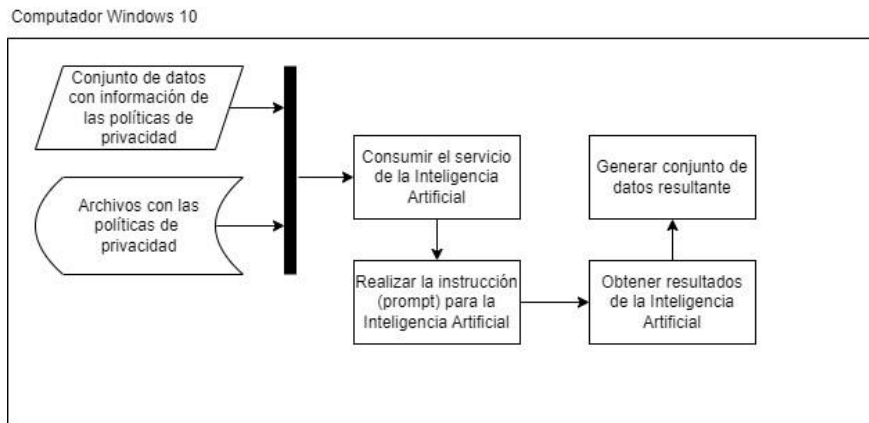 Computador Windows 10
Conjunto de datos
con información de
las políticas de
privacidad
Archivos con las
políticas de
privacidad
Consumir el servicio
de la Inteligencia
Artificial
Realizar la instrucción
(prompt) para la
Inteligencia Artificial
Generar conjunto de
datos resultante
Obtener resultados
de la Inteligencia
Artificial